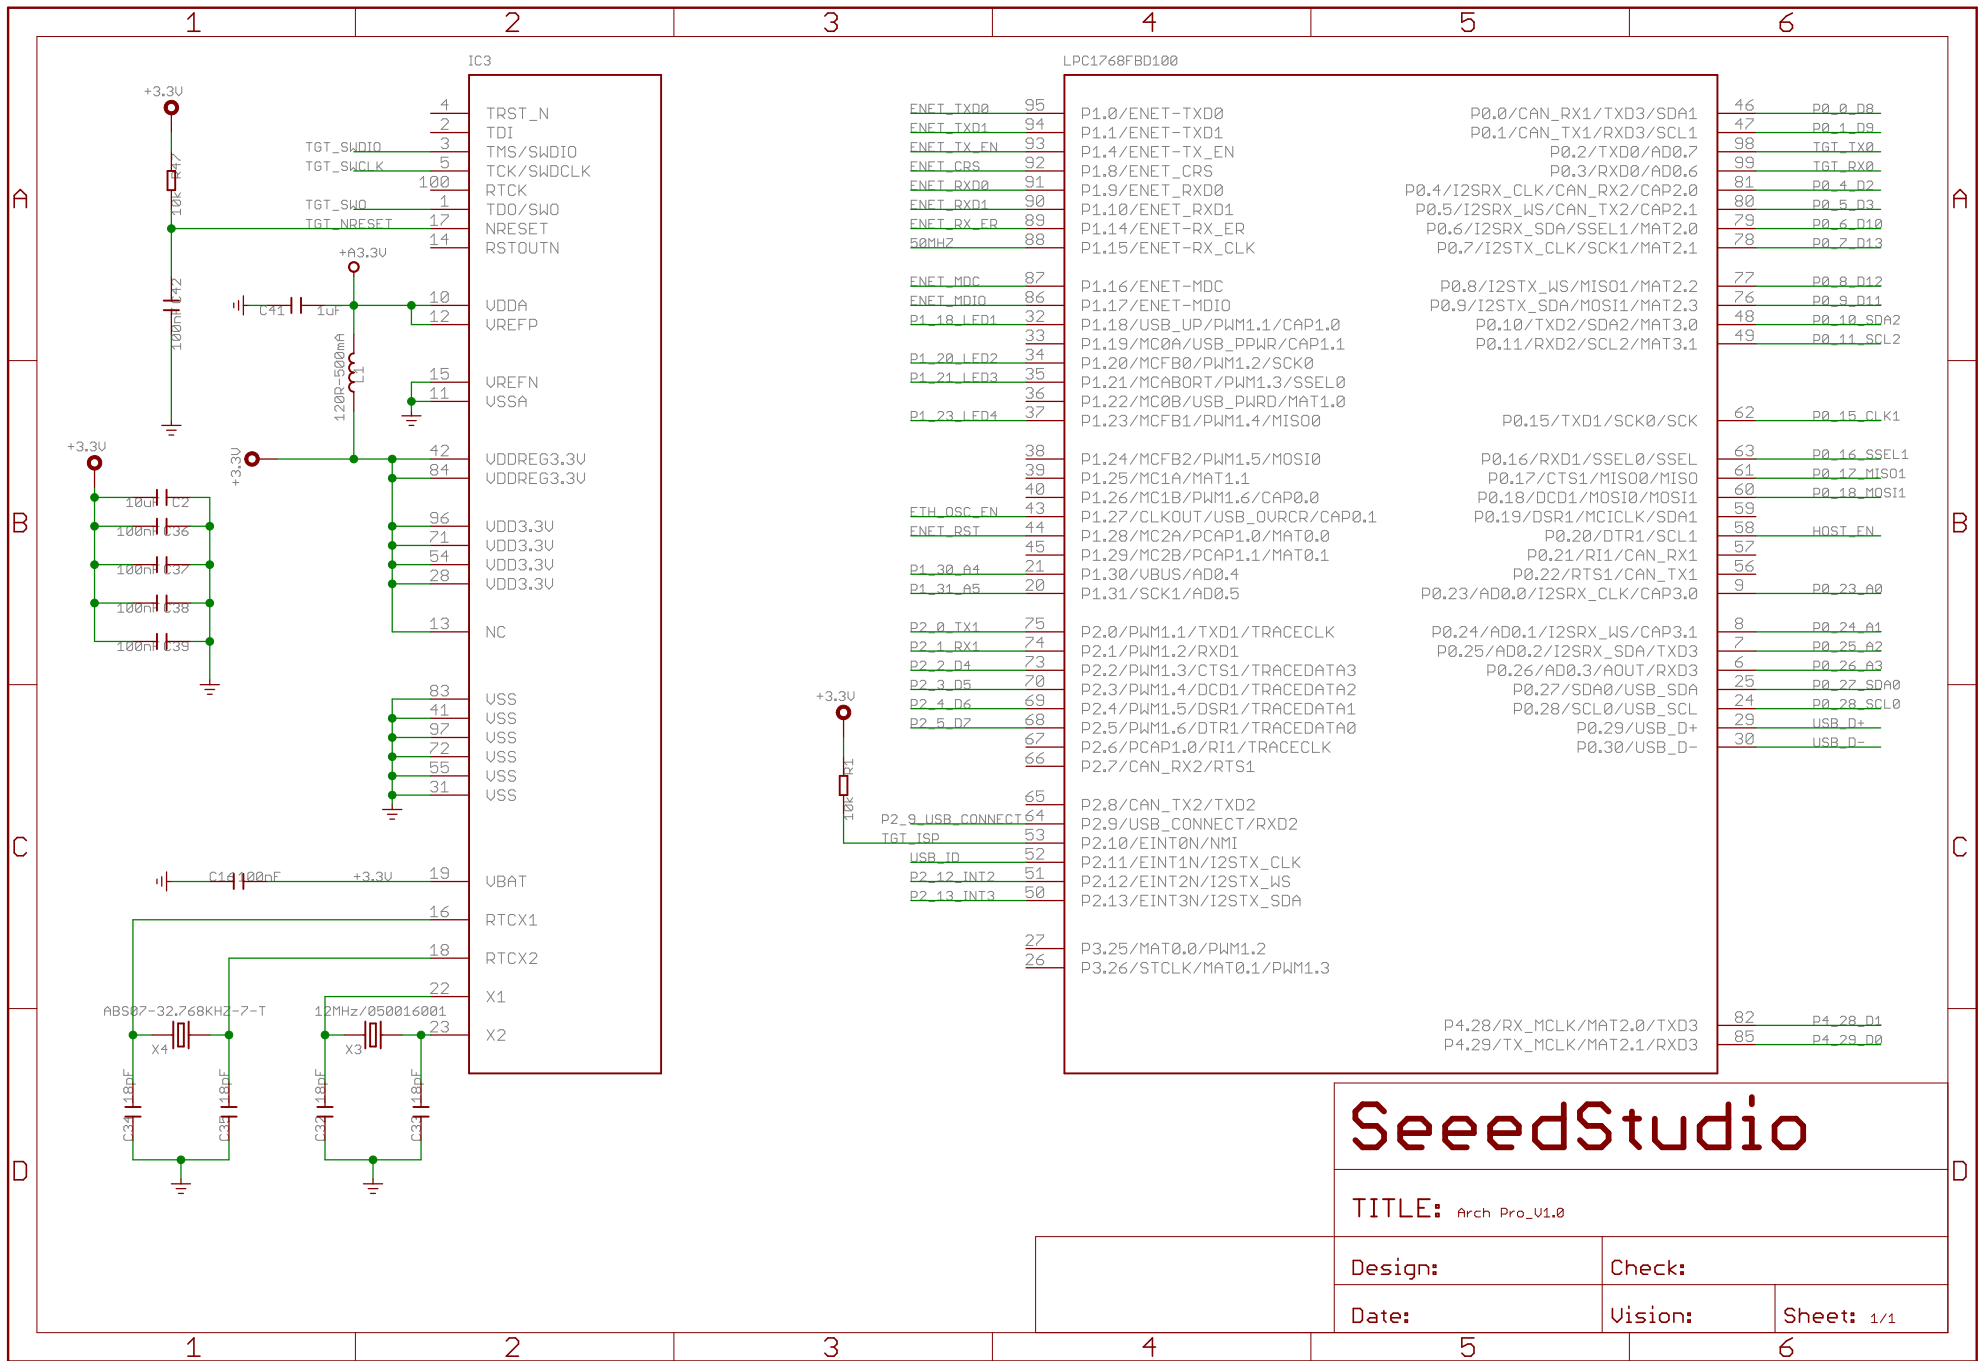 1 2 3 4 5 6
A
B
C
D
A
B
C
D
1 2 3 4 5 6
IC3
4 TRST_N
2 TDI
TGT_SWDIO 3 TMS/SWDIO
TGT_SWCLK 5 TCK/SWDCLK
100 RTCK
TGT_SWO 1 TDO/SWO
TGT_NRESET 17 NRESET
14 RSTOUTN
10 VDDA
12 VREFP
15 VREFN
11 VSSA
42 VDDREG3.3V
84 VDDREG3.3V
96 VDD3.3V
71 VDD3.3V
54 VDD3.3V
28 VDD3.3V
13 NC
83 VSS
41 VSS
97 VSS
72 VSS
55 VSS
31 VSS
19 VBAT
16 RTCX1
18 RTCX2
22 X1
23 X2
+3.3V
R47
10k
C42
100nF
+A3.3V
C41 1uF
120R-500mA
L1
+3.3V
+3.3V
10uF C2
100nF C36
100nF C37
100nF C38
100nF C39
C14 100nF
+3.3V
ABS07-32.768KHZ-7-T
X4
12MHz/050016001
X3
C34 18pF
C35 18pF
C32 18pF
C33 18pF
+3.3V
R1
10k
LPC1768FBD100
ENET_TXD0 95 P1.0/ENET-TXD0
ENET_TXD1 94 P1.1/ENET-TXD1
ENET_TX_EN 93 P1.4/ENET-TX_EN
ENET_CRS 92 P1.8/ENET_CRS
ENET_RXD0 91 P1.9/ENET_RXD0
ENET_RXD1 90 P1.10/ENET_RXD1
ENET_RX_ER 89 P1.14/ENET-RX_ER
50MHZ 88 P1.15/ENET-RX_CLK
ENET_MDC 87 P1.16/ENET-MDC
ENET_MDIO 86 P1.17/ENET-MDIO
P1_18_LED1 32 P1.18/USB_UP/PWM1.1/CAP1.0
33 P1.19/MC0A/USB_PPWR/CAP1.1
P1_20_LED2 34 P1.20/MCFB0/PWM1.2/SCK0
P1_21_LED3 35 P1.21/MCABORT/PWM1.3/SSEL0
36 P1.22/MC0B/USB_PWRD/MAT1.0
P1_23_LED4 37 P1.23/MCFB1/PWM1.4/MISO0
38 P1.24/MCFB2/PWM1.5/MOSI0
39 P1.25/MC1A/MAT1.1
40 P1.26/MC1B/PWM1.6/CAP0.0
ETH_OSC_EN 43 P1.27/CLKOUT/USB_OVRCR/CAP0.1
ENET_RST 44 P1.28/MC2A/PCAP1.0/MAT0.0
45 P1.29/MC2B/PCAP1.1/MAT0.1
P1_30_A4 21 P1.30/VBUS/AD0.4
P1_31_A5 20 P1.31/SCK1/AD0.5
P2_0_TX1 75 P2.0/PWM1.1/TXD1/TRACECLK
P2_1_RX1 74 P2.1/PWM1.2/RXD1
P2_2_D4 73 P2.2/PWM1.3/CTS1/TRACEDATA3
P2_3_D5 70 P2.3/PWM1.4/DCD1/TRACEDATA2
P2_4_D6 69 P2.4/PWM1.5/DSR1/TRACEDATA1
P2_5_D7 68 P2.5/PWM1.6/DTR1/TRACEDATA0
67 P2.6/PCAP1.0/RI1/TRACECLK
66 P2.7/CAN_RX2/RTS1
65 P2.8/CAN_TX2/TXD2
P2_9_USB_CONNECT 64 P2.9/USB_CONNECT/RXD2
TGT_ISP 53 P2.10/EINT0N/NMI
USB_ID 52 P2.11/EINT1N/I2STX_CLK
P2_12_INT2 51 P2.12/EINT2N/I2STX_WS
P2_13_INT3 50 P2.13/EINT3N/I2STX_SDA
27 P3.25/MAT0.0/PWM1.2
26 P3.26/STCLK/MAT0.1/PWM1.3
P0.0/CAN_RX1/TXD3/SDA1 46 P0_0_D8
P0.1/CAN_TX1/RXD3/SCL1 47 P0_1_D9
P0.2/TXD0/AD0.7 98 TGT_TX0
P0.3/RXD0/AD0.6 99 TGT_RX0
P0.4/I2SRX_CLK/CAN_RX2/CAP2.0 81 P0_4_D2
P0.5/I2SRX_WS/CAN_TX2/CAP2.1 80 P0_5_D3
P0.6/I2SRX_SDA/SSEL1/MAT2.0 79 P0_6_D10
P0.7/I2STX_CLK/SCK1/MAT2.1 78 P0_7_D13
P0.8/I2STX_WS/MISO1/MAT2.2 77 P0_8_D12
P0.9/I2STX_SDA/MOSI1/MAT2.3 76 P0_9_D11
P0.10/TXD2/SDA2/MAT3.0 48 P0_10_SDA2
P0.11/RXD2/SCL2/MAT3.1 49 P0_11_SCL2
P0.15/TXD1/SCK0/SCK 62 P0_15_CLK1
P0.16/RXD1/SSEL0/SSEL 63 P0_16_SSEL1
P0.17/CTS1/MISO0/MISO 61 P0_17_MISO1
P0.18/DCD1/MOSI0/MOSI1 60 P0_18_MOSI1
P0.19/DSR1/MCICLK/SDA1 59
P0.20/DTR1/SCL1 58 HOST_EN
P0.21/RI1/CAN_RX1 57
P0.22/RTS1/CAN_TX1 56
P0.23/AD0.0/I2SRX_CLK/CAP3.0 9 P0_23_A0
P0.24/AD0.1/I2SRX_WS/CAP3.1 8 P0_24_A1
P0.25/AD0.2/I2SRX_SDA/TXD3 7 P0_25_A2
P0.26/AD0.3/AOUT/RXD3 6 P0_26_A3
P0.27/SDA0/USB_SDA 25 P0_27_SDA0
P0.28/SCL0/USB_SCL 24 P0_28_SCL0
P0.29/USB_D+ 29 USB_D+
P0.30/USB_D- 30 USB_D-
P4.28/RX_MCLK/MAT2.0/TXD3 82 P4_28_D1
P4.29/TX_MCLK/MAT2.1/RXD3 85 P4_29_D0
SeeedStudio
TITLE: Arch Pro_V1.0
Design: Check:
Date: Vision: Sheet: 1/1